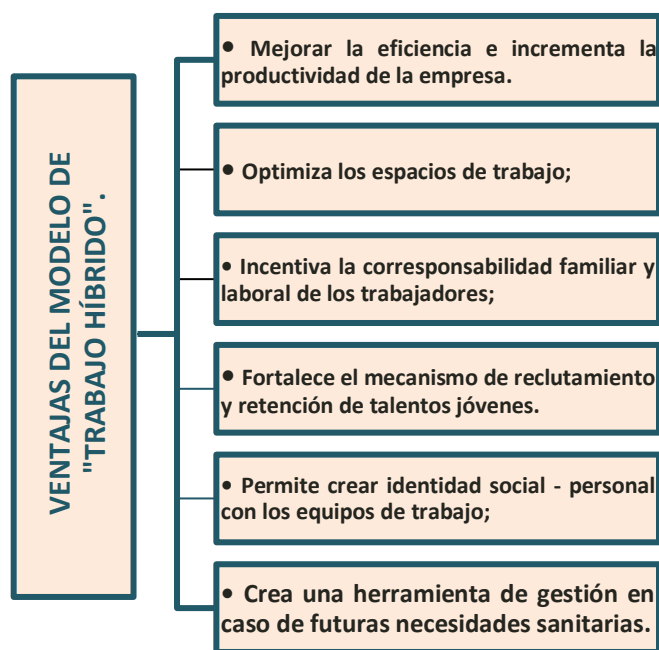 VENTAJAS DEL MODELO DE
"TRABAJO HÍBRIDO".
• Mejorar la eficiencia e incrementa la
productividad de la empresa.
• Optimiza los espacios de trabajo;
• Incentiva la corresponsabilidad familiar y
laboral de los trabajadores;
• Fortalece el mecanismo de reclutamiento
y retención de talentos jóvenes.
• Permite crear identidad social - personal
con los equipos de trabajo;
• Crea una herramienta de gestión en
caso de futuras necesidades sanitarias.